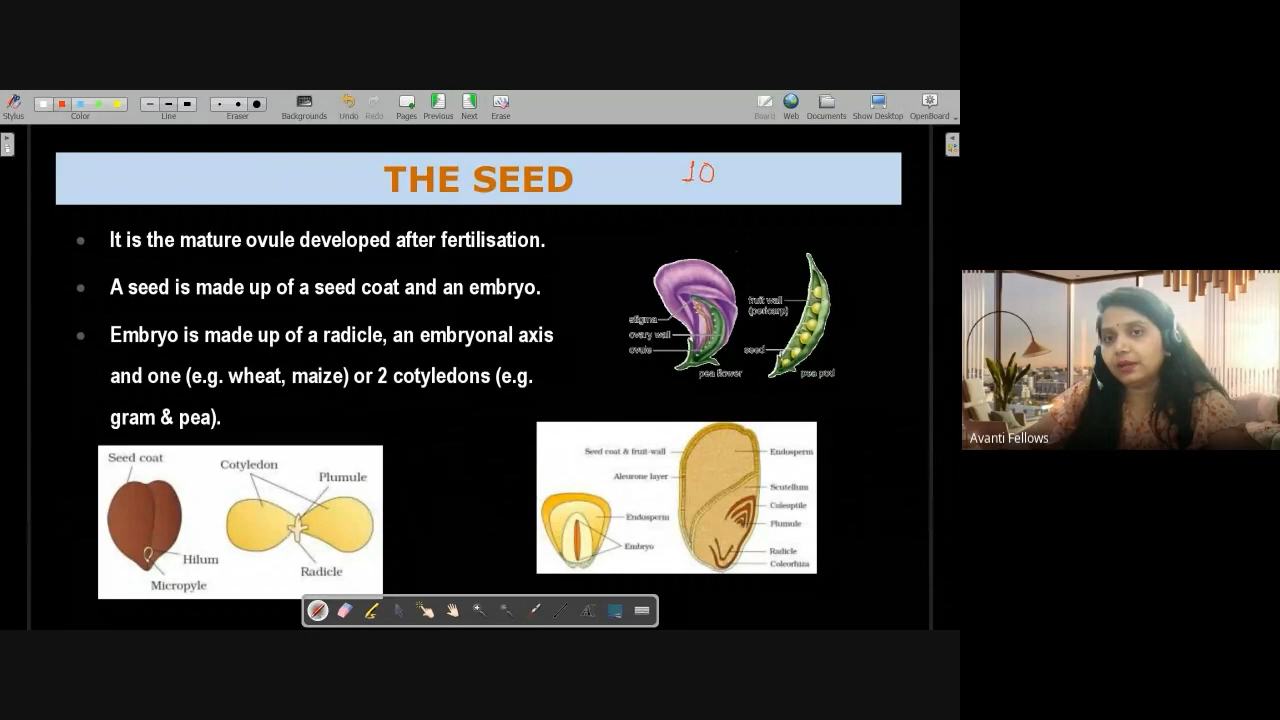 Stylus
Color
Line
Eraser
Backgrounds
Undo
Redo
Pages
Previous
Next
Erase
Board
Web
Documents
Show Desktop
OpenBoard
THE SEED
10
It is the mature ovule developed after fertilisation.
A seed is made up of a seed coat and an embryo.
Embryo is made up of a radicle, an embryonal axis
and one (e.g. wheat, maize) or 2 cotyledons (e.g.
gram & pea).
stigma
ovary wall
ovule
pea flower
fruit wall
(pericarp)
seed
pea pod
Seed coat
Cotyledon
Plumule
Hilum
Micropyle
Radicle
Seed coat & fruit-wall
Aleurone layer
Endosperm
Embryo
Endosperm
Scutellum
Coleoptile
Plumule
Radicle
Coleorhiza
Avanti Fellows